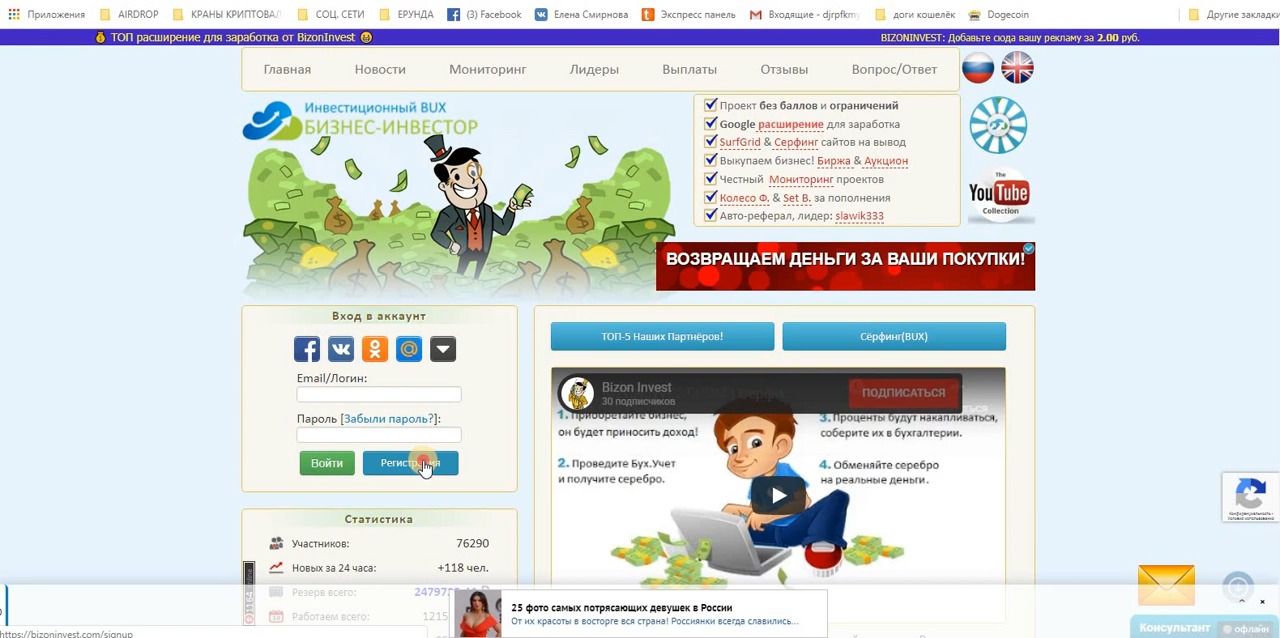 Приложения AIRDROP КРАНЫ КРИПТОВАЛ СОЦ. СЕТИ ЕРУНДА (3) Facebook Елена Смирнова Экспресс панель Входящие - djrpfkmy доги кошелёк Dogecoin Другие закладки
ТОП расширение для заработка от BizonInvest BIZONINVEST: Добавьте сюда вашу рекламу за 2.00 руб.
Главная Новости Мониторинг Лидеры Выплаты Отзывы Вопрос/Ответ
Инвестиционный BUX
БИЗНЕС-ИНВЕСТОР
Проект без баллов и ограничений
Google расширение для заработка
SurfGrid & Серфинг сайтов на вывод
Выкупаем бизнес! Биржа & Аукцион
Честный Мониторинг проектов
Колесо Ф. & Set B. за пополнения
Авто-реферал, лидер: slawik333
The
YouTube
Collection
ВОЗВРАЩАЕМ ДЕНЬГИ ЗА ВАШИ ПОКУПКИ!
Вход в аккаунт
Email/Логин:
Пароль [Забыли пароль?]:
Войти
ТОП-5 Наших Партнёров! Сёрфинг(BUX)
Bizon Invest
30 подписчиков
ПОДПИСАТЬСЯ
1. Приобретайте бизнес,
он будет приносить доход!
3. Проценты будут накапливаться,
соберите их в бухгалтерии.
2. Проведите Бух.Учет
и получите серебро.
4. Обменяйте серебро
на реальные деньги.
Статистика
Участников: 76290
Новых за 24 часа: +118 чел.
Резерв всего:
Работаем всего:
25 фото самых потрясающих девушек в России
От их красоты в восторге вся страна! Россиянки всегда славились...
Консультант офлайн
https://bizoninvest.com/signup